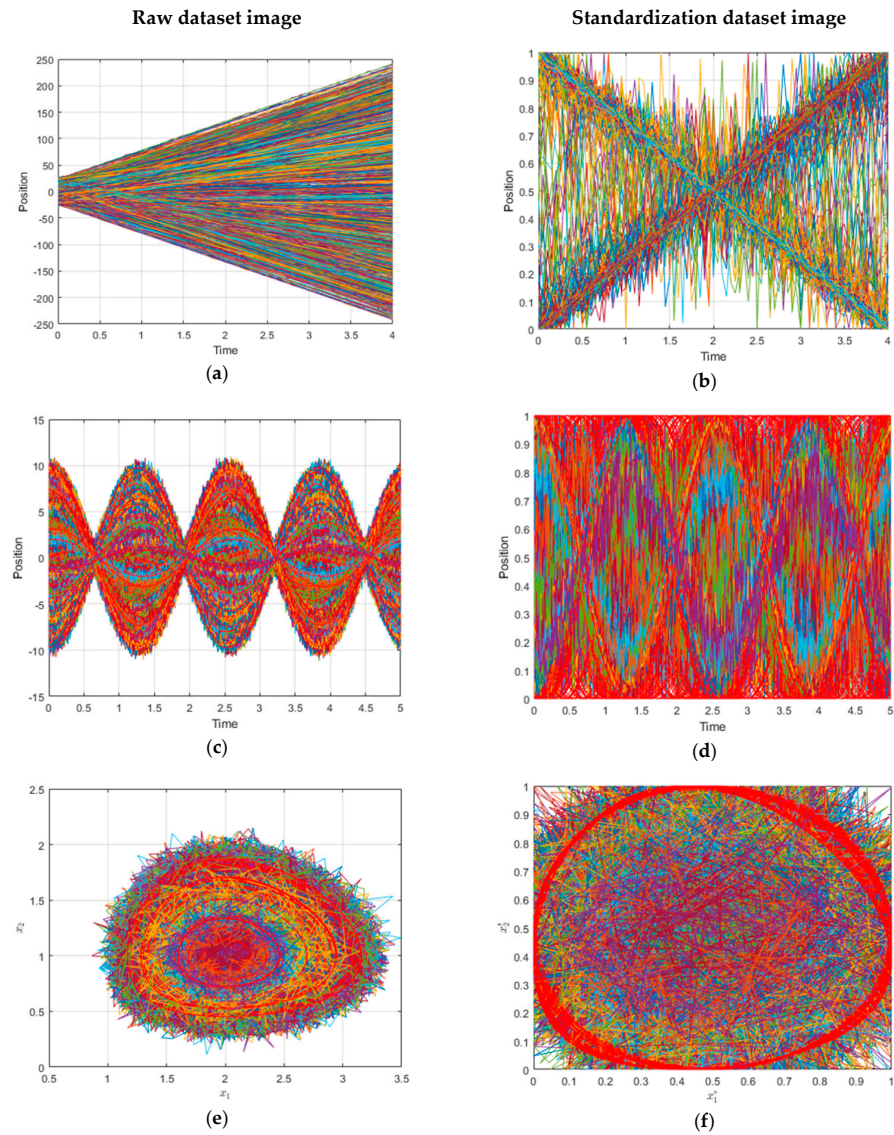 Raw dataset image
Standardization dataset image
250
200
150
100
50
0
-50
-100
-150
-200
-250
Position
0 0.5 1 1.5 2 2.5 3 3.5 4
Time
(a)
1
0.9
0.8
0.7
0.6
0.5
0.4
0.3
0.2
0.1
0
Position
0 0.5 1 1.5 2 2.5 3 3.5 4
Time
(b)
15
10
5
0
-5
-10
-15
Position
0 0.5 1 1.5 2 2.5 3 3.5 4 4.5 5
Time
(c)
1
0.9
0.8
0.7
0.6
0.5
0.4
0.3
0.2
0.1
0
Position
0 0.5 1 1.5 2 2.5 3 3.5 4 4.5 5
Time
(d)
2.5
2
1.5
1
0.5
0
x₂
0.5 1 1.5 2 2.5 3 3.5
x₁
(e)
1
0.9
0.8
0.7
0.6
0.5
0.4
0.3
0.2
0.1
0
x₂*
0 0.1 0.2 0.3 0.4 0.5 0.6 0.7 0.8 0.9 1
x₁*
(f)